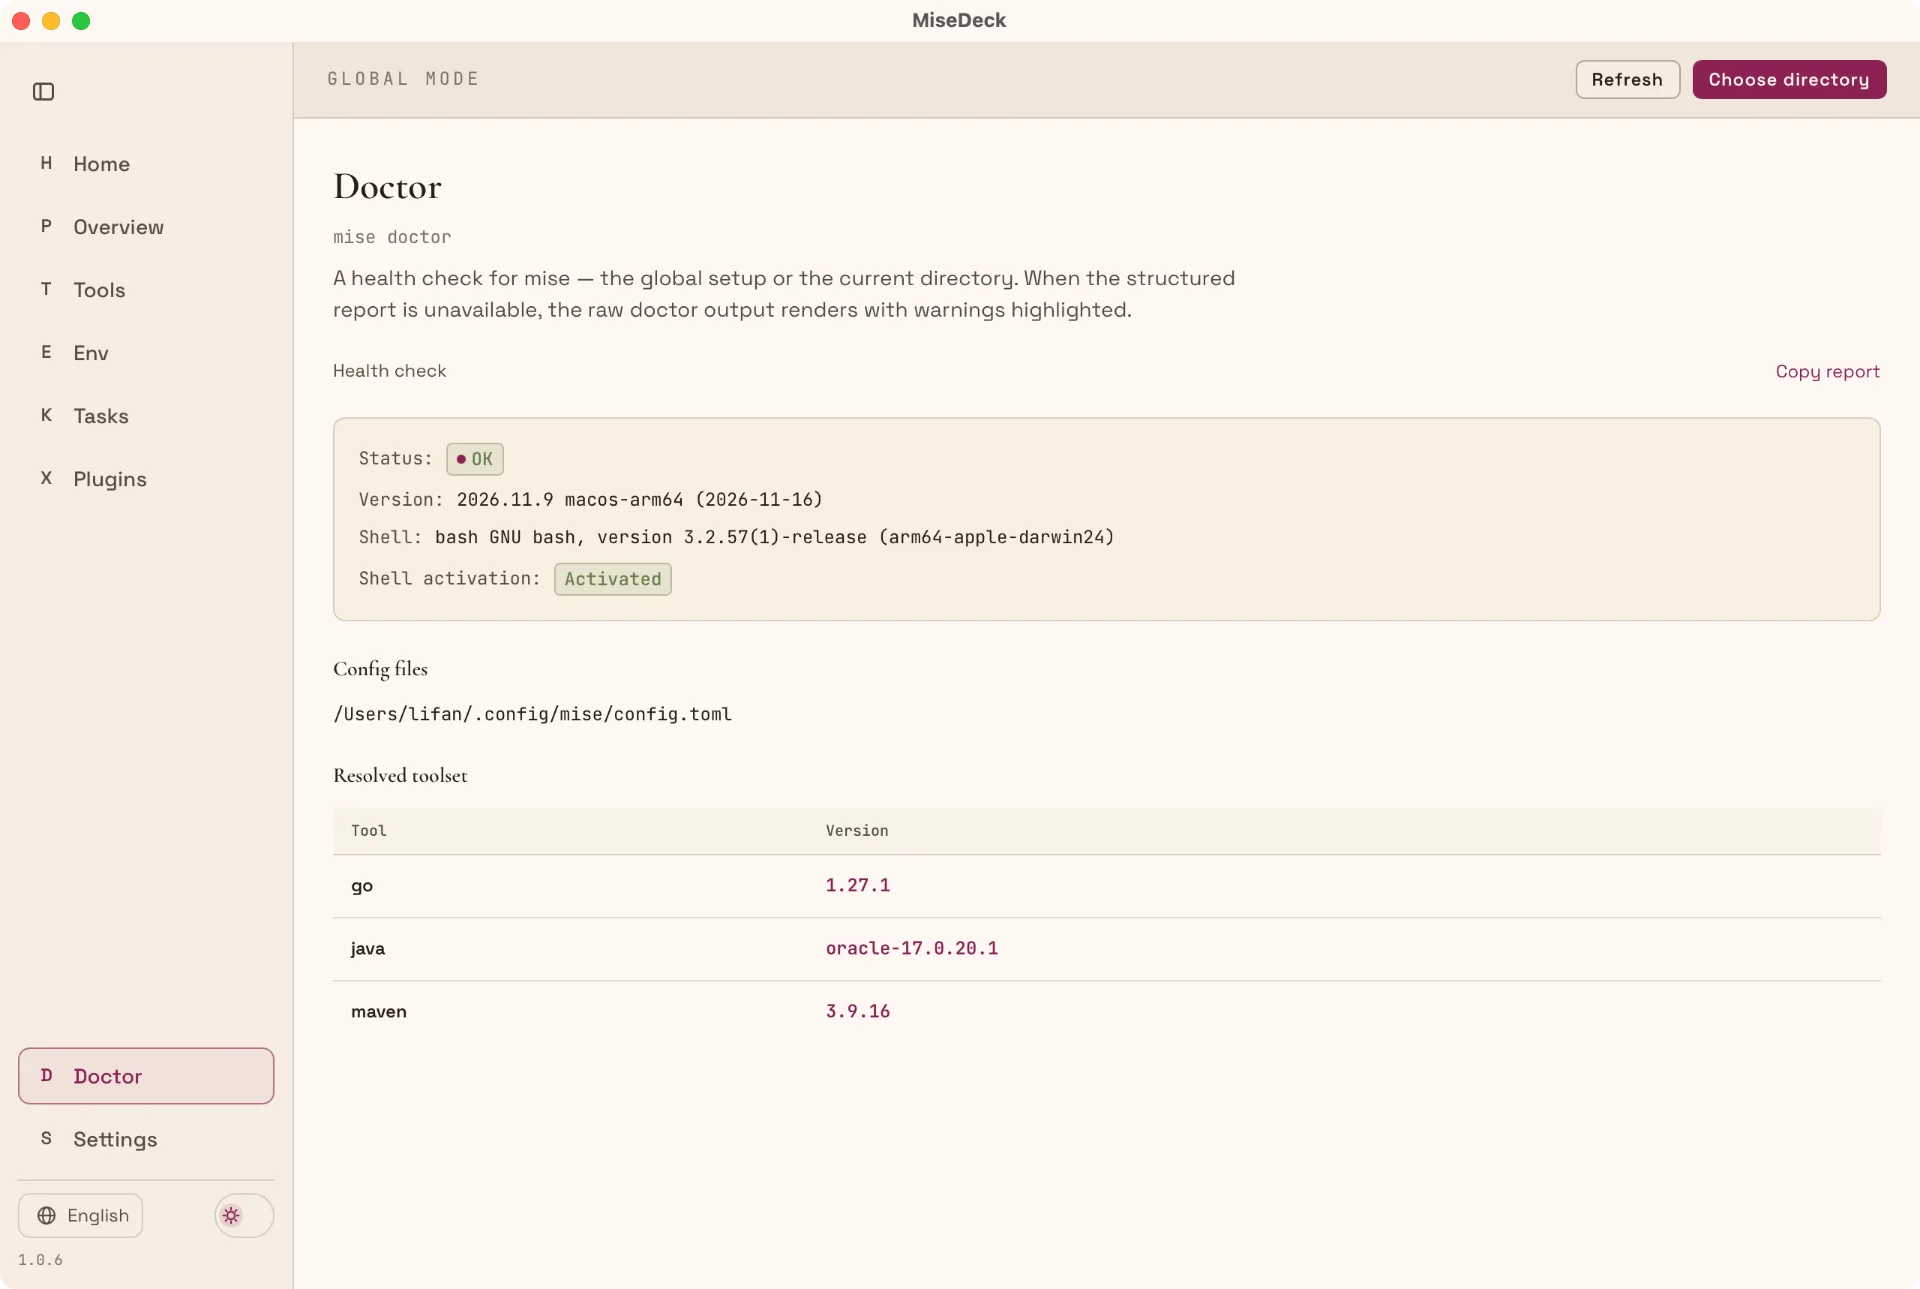 MiseDeck
GLOBAL MODE
Refresh
Choose directory
H Home
P Overview
T Tools
E Env
K Tasks
X Plugins
D Doctor
S Settings
English
1.0.6
Doctor
mise doctor
A health check for mise — the global setup or the current directory. When the structured
report is unavailable, the raw doctor output renders with warnings highlighted.
Health check
Copy report
Status: OK
Version: 2026.11.9 macos-arm64 (2026-11-16)
Shell: bash GNU bash, version 3.2.57(1)-release (arm64-apple-darwin24)
Shell activation: Activated
Config files
/Users/lifan/.config/mise/config.toml
Resolved toolset
Tool Version
go 1.27.1
java oracle-17.0.20.1
maven 3.9.16